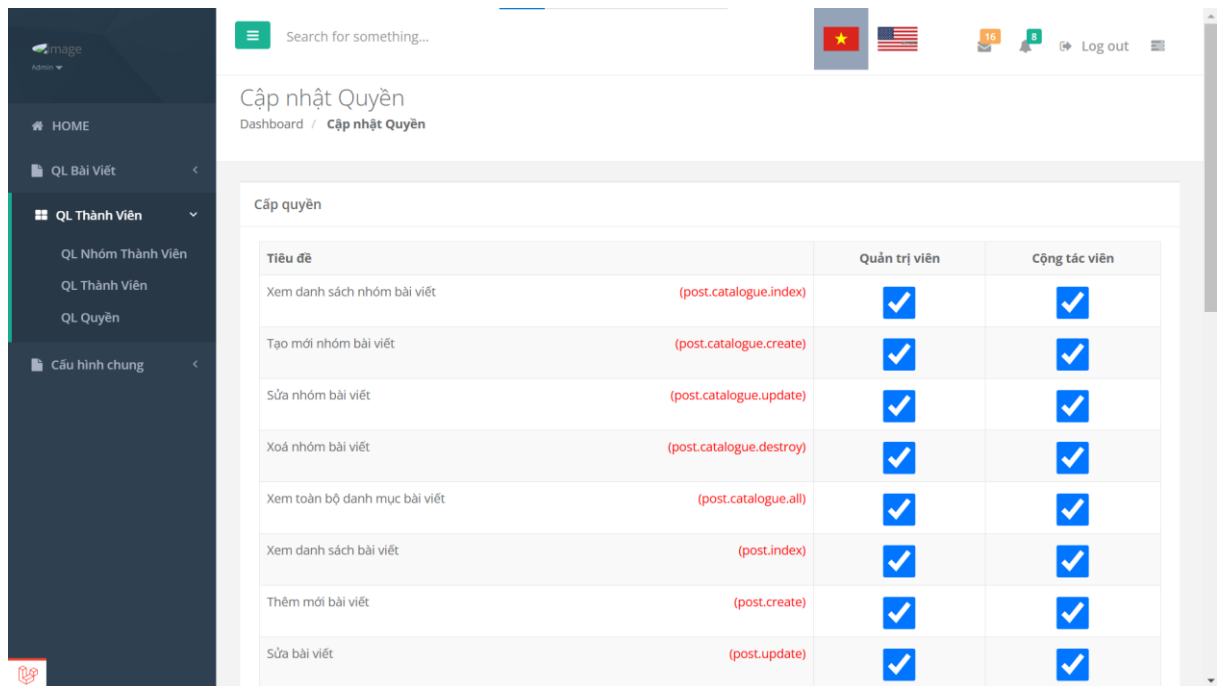 image
Admin
HOME
QL Bài Viết
QL Thành Viên
QL Nhóm Thành Viên
QL Thành Viên
QL Quyền
Cấu hình chung
Search for something...
16
8
Log out
Cập nhật Quyền
Dashboard / Cập nhật Quyền
Cấp quyền
Tiêu đề Quản trị viên Cộng tác viên
Xem danh sách nhóm bài viết (post.catalogue.index)
Tạo mới nhóm bài viết (post.catalogue.create)
Sửa nhóm bài viết (post.catalogue.update)
Xoá nhóm bài viết (post.catalogue.destroy)
Xem toàn bộ danh mục bài viết (post.catalogue.all)
Xem danh sách bài viết (post.index)
Thêm mới bài viết (post.create)
Sửa bài viết (post.update)